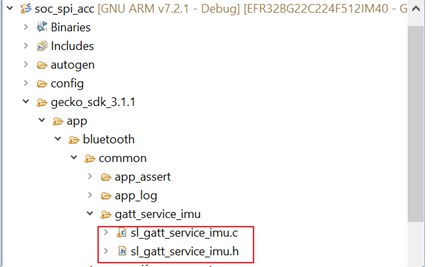 soc_spi_acc [GNU ARM v7.2.1 - Debug] [EFR32BG22C224F512IM40 - G
Binaries
Includes
autogen
config
gecko_sdk_3.1.1
app
bluetooth
common
app_assert
app_log
gatt_service_imu
sl_gatt_service_imu.c
sl_gatt_service_imu.h